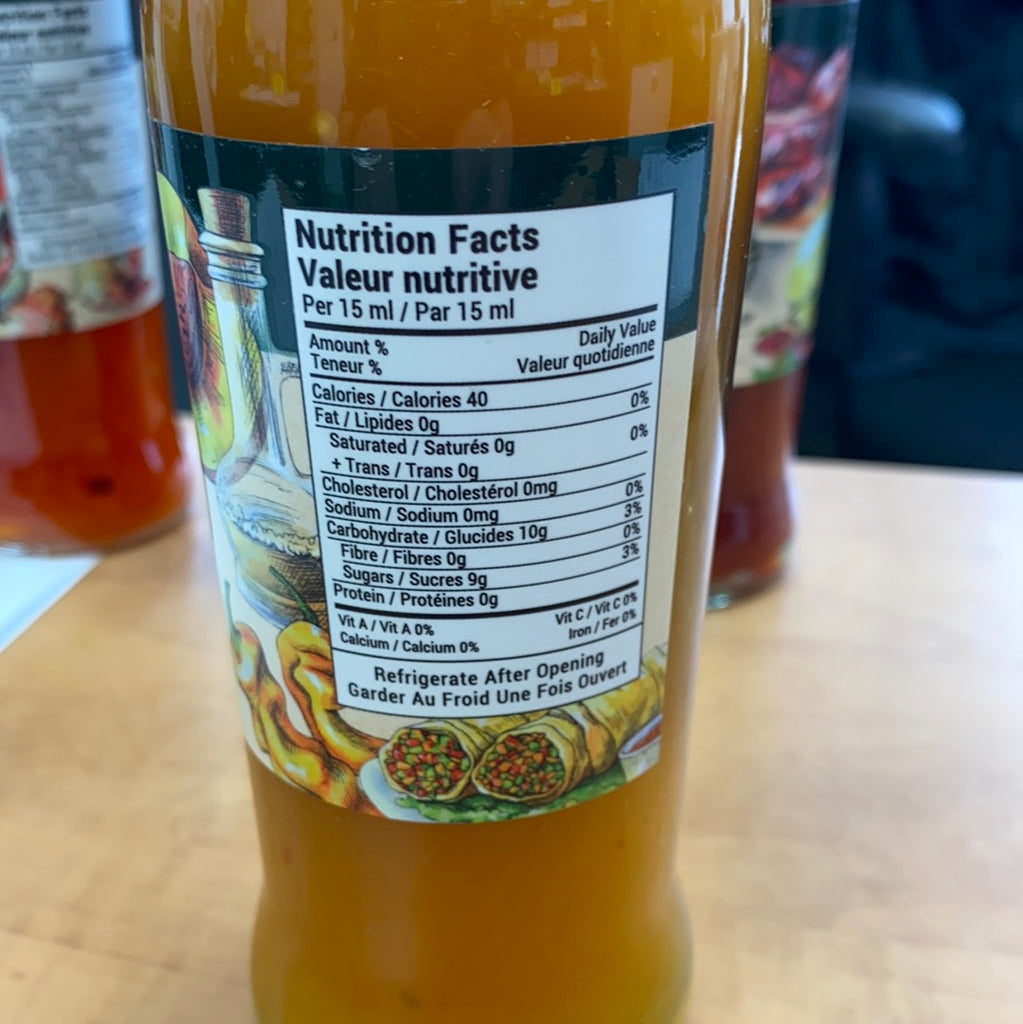 Nutrition Facts
Valeur nutritive
Per 15 ml / Par 15 ml
Amount %
Teneur %
Daily Value
Valeur quotidienne
Calories / Calories 40
Fat / Lipides 0g 0%
Saturated / Saturés 0g 0%
+ Trans / Trans 0g
Cholesterol / Cholestérol 0mg
Sodium / Sodium 0mg 0%
Carbohydrate / Glucides 10g 3%
Fibre / Fibres 0g 0%
Sugars / Sucres 9g 3%
Protein / Protéines 0g
Vit A / Vit A 0% Vit C / Vit C 0%
Calcium / Calcium 0% Iron / Fer 0%
Refrigerate After Opening
Garder Au Froid Une Fois Ouvert